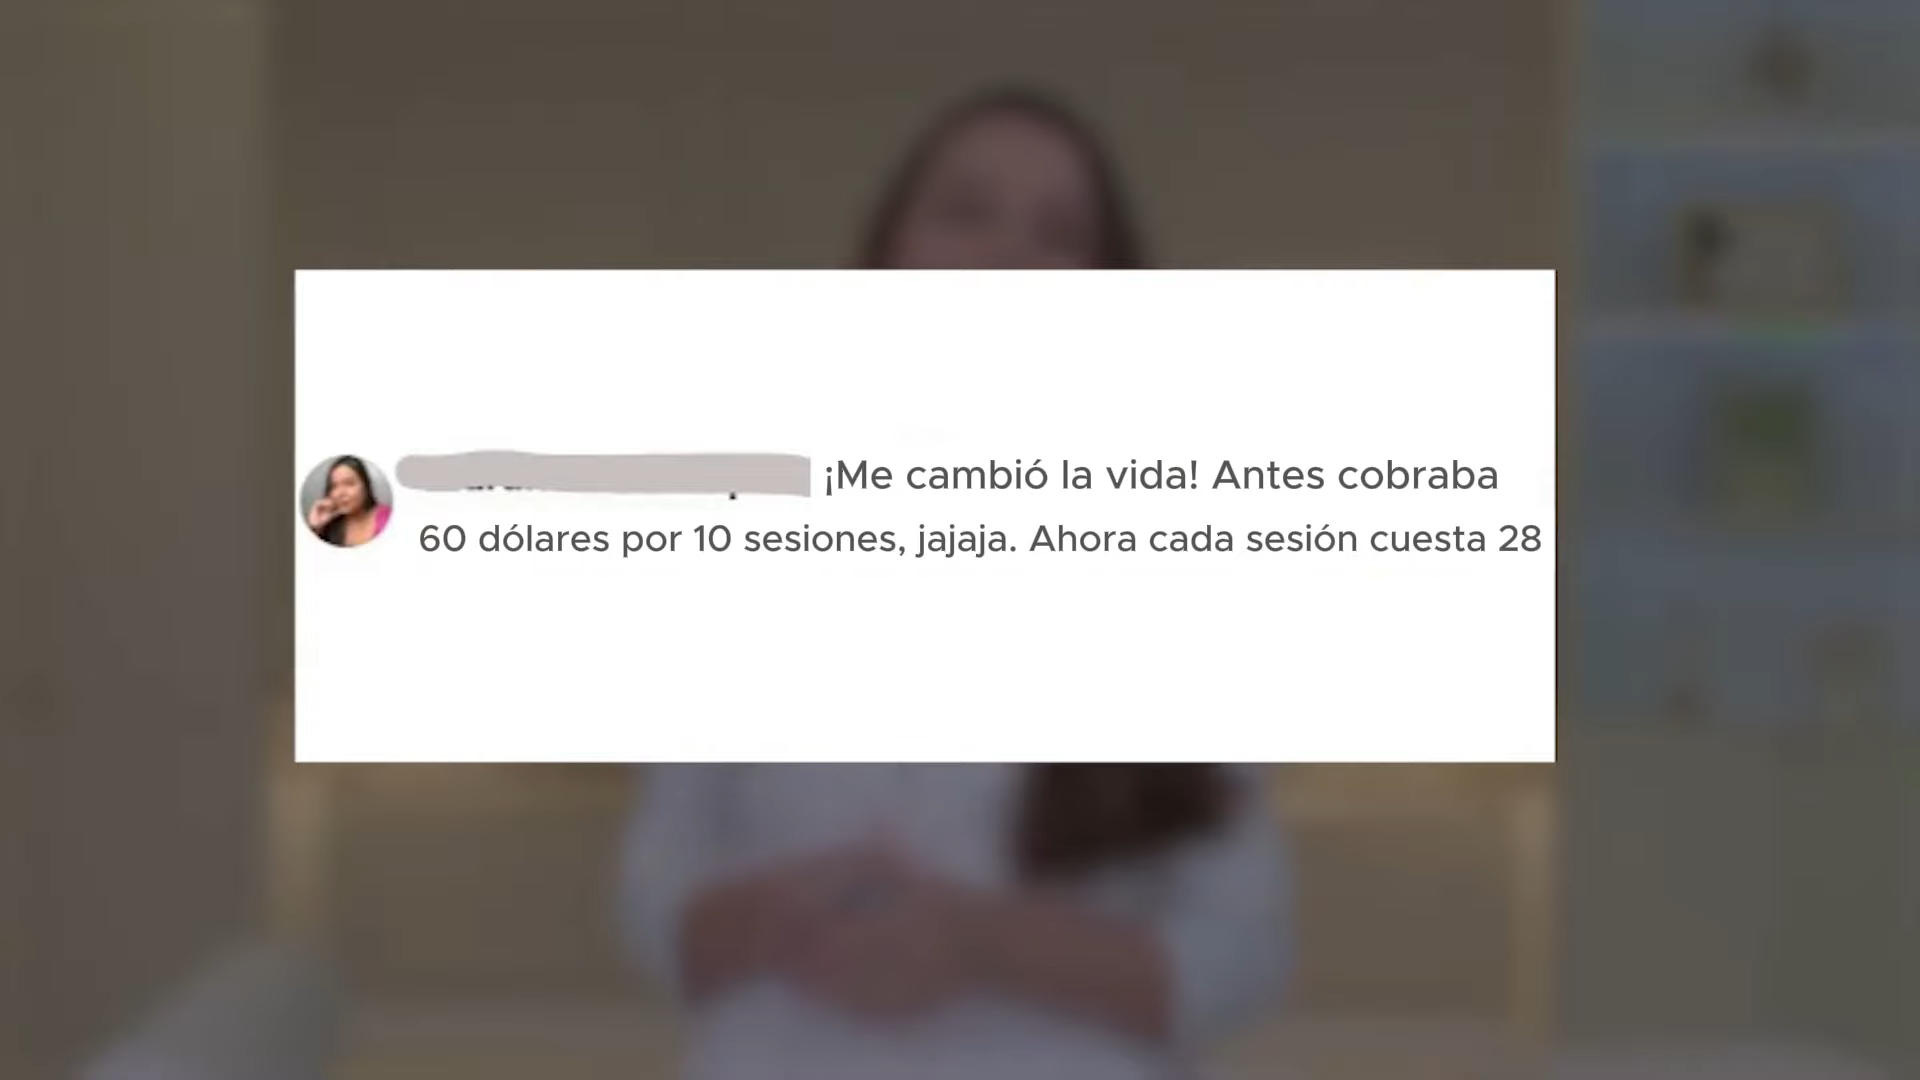 ¡Me cambió la vida! Antes cobraba
60 dólares por 10 sesiones, jajaja. Ahora cada sesión cuesta 28